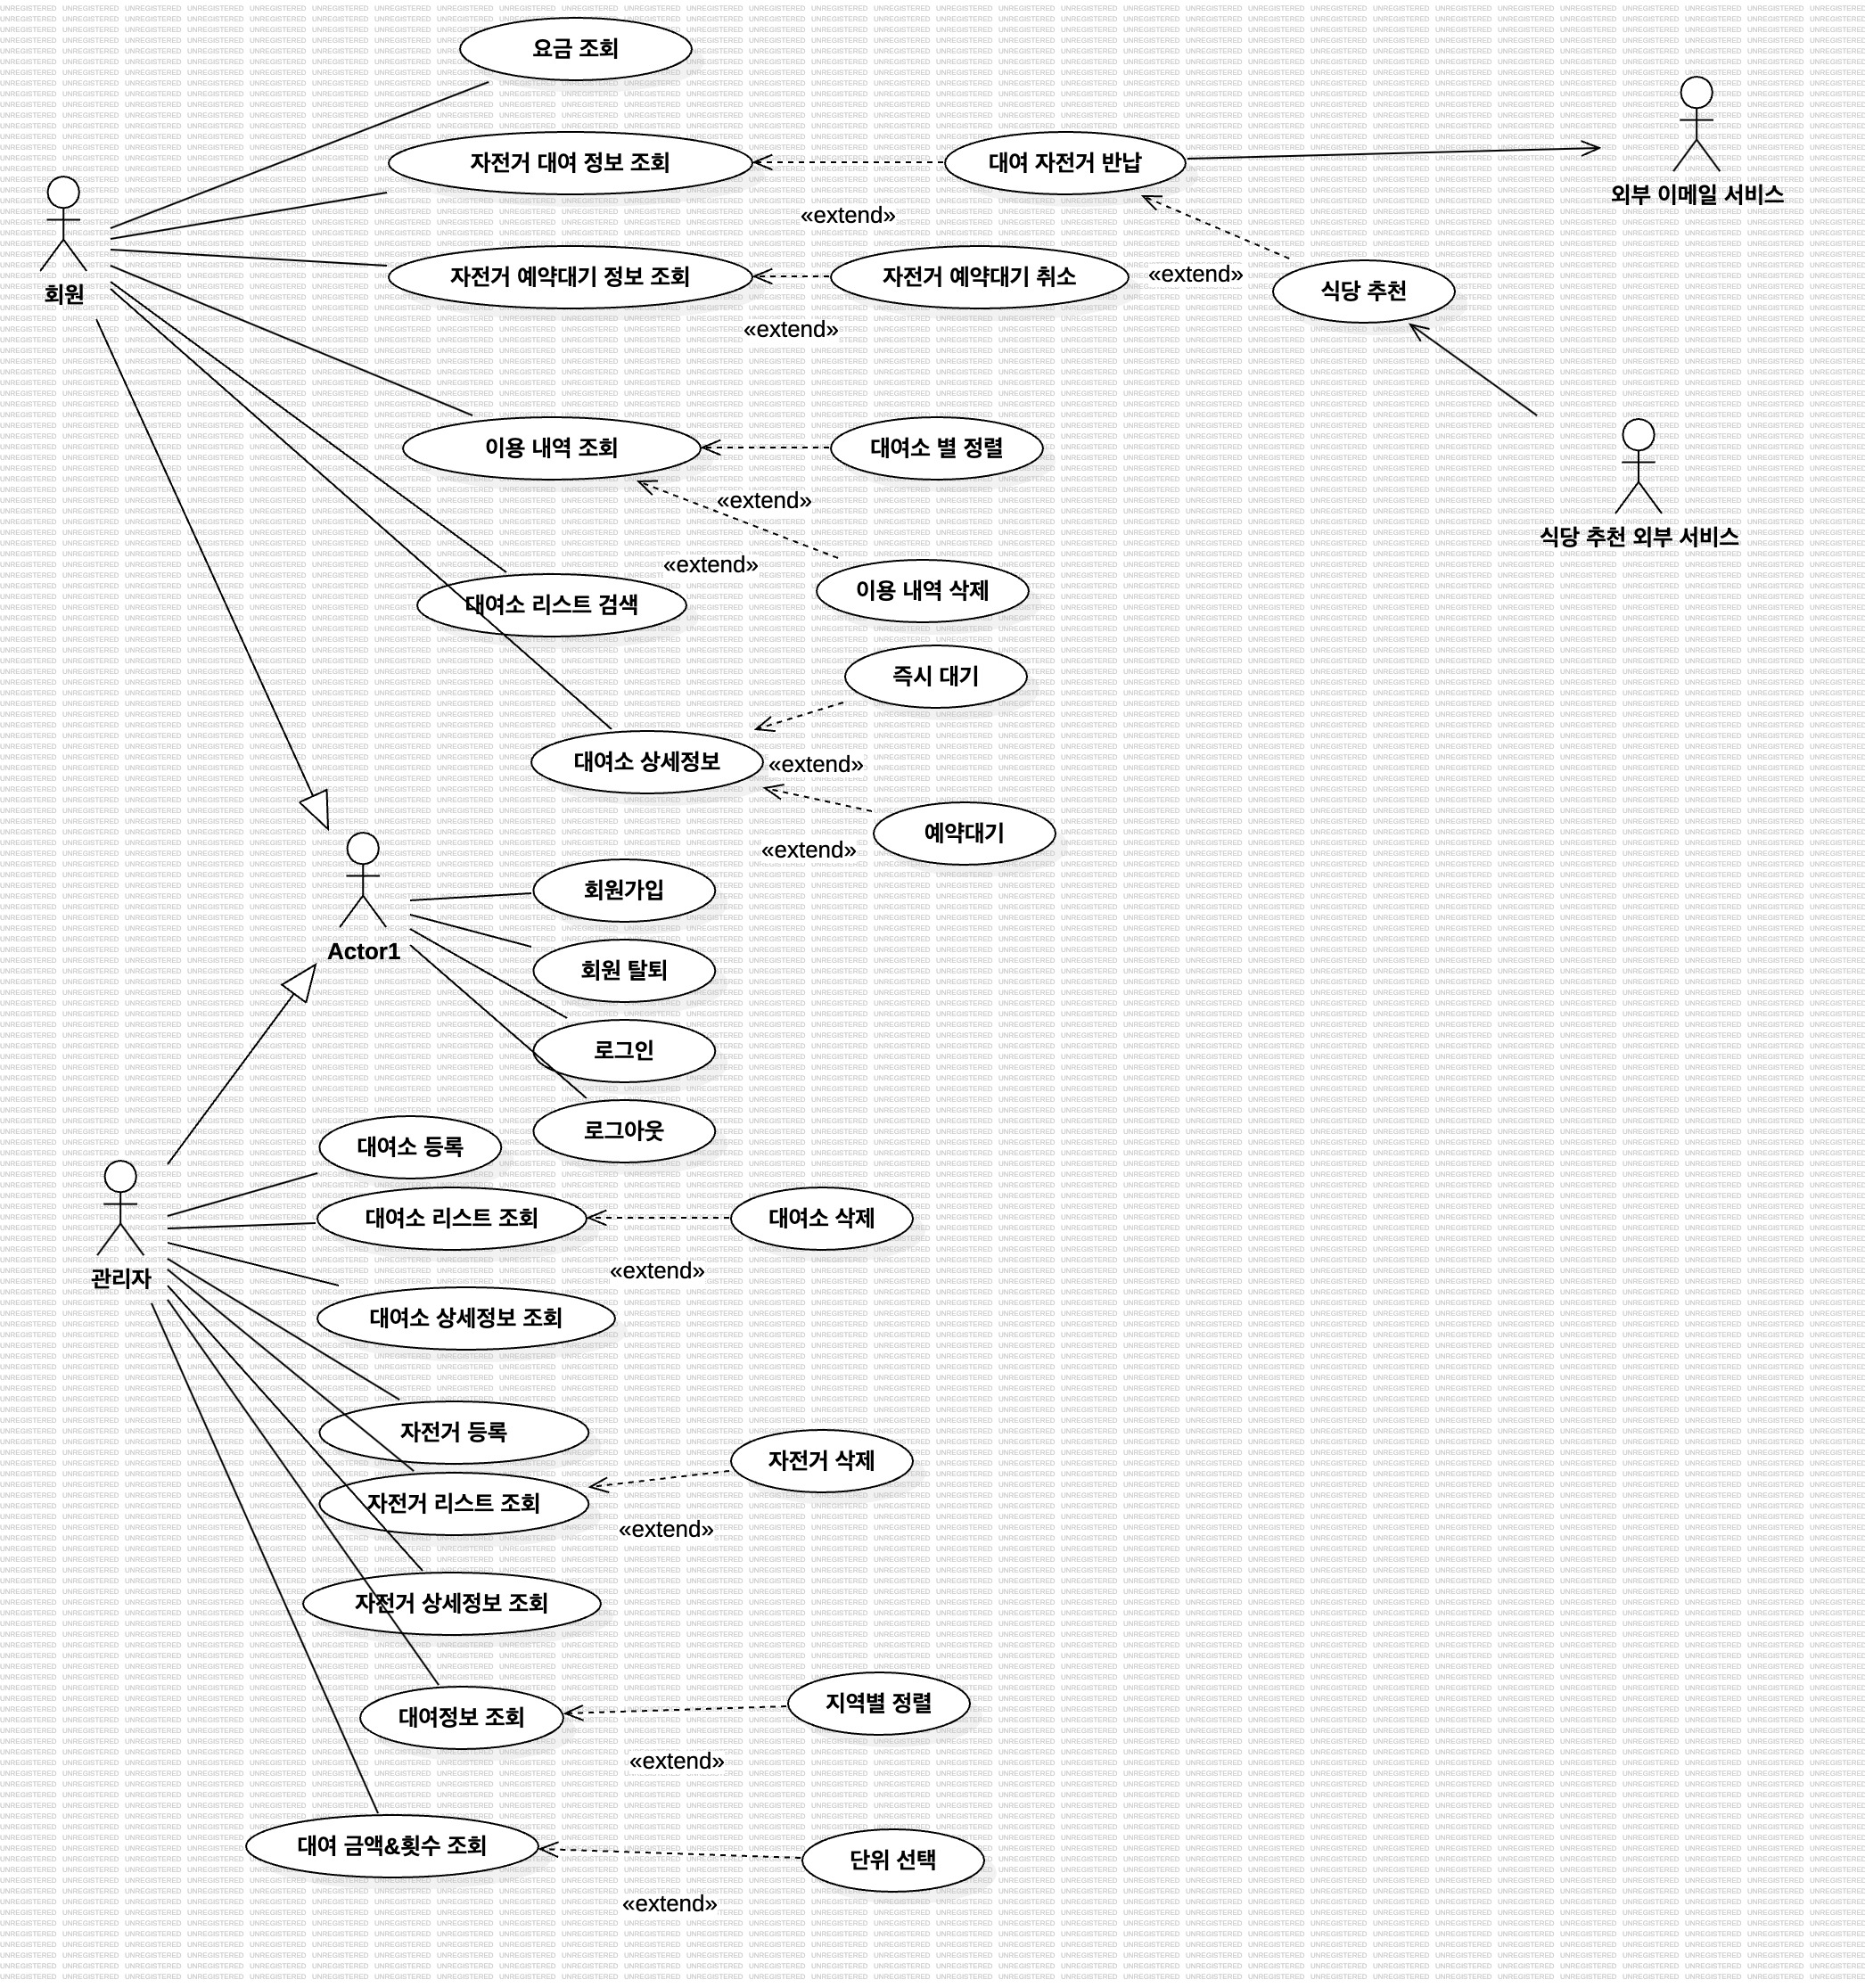 요금 조회
자전거 대여 정보 조회
대여 자전거 반납
외부 이메일 서비스
«extend»
회원
자전거 예약대기 정보 조회
자전거 예약대기 취소
«extend»
식당 추천
«extend»
이용 내역 조회
대여소 별 정렬
«extend»
식당 추천 외부 서비스
«extend»
이용 내역 삭제
대여소 리스트 검색
즉시 대기
대여소 상세정보
«extend»
예약대기
«extend»
회원가입
Actor1
회원 탈퇴
로그인
로그아웃
대여소 등록
대여소 리스트 조회
대여소 삭제
«extend»
관리자
대여소 상세정보 조회
자전거 등록
자전거 삭제
자전거 리스트 조회
«extend»
자전거 상세정보 조회
지역별 정렬
대여정보 조회
«extend»
대여 금액&횟수 조회
단위 선택
«extend»
UNREGISTERED